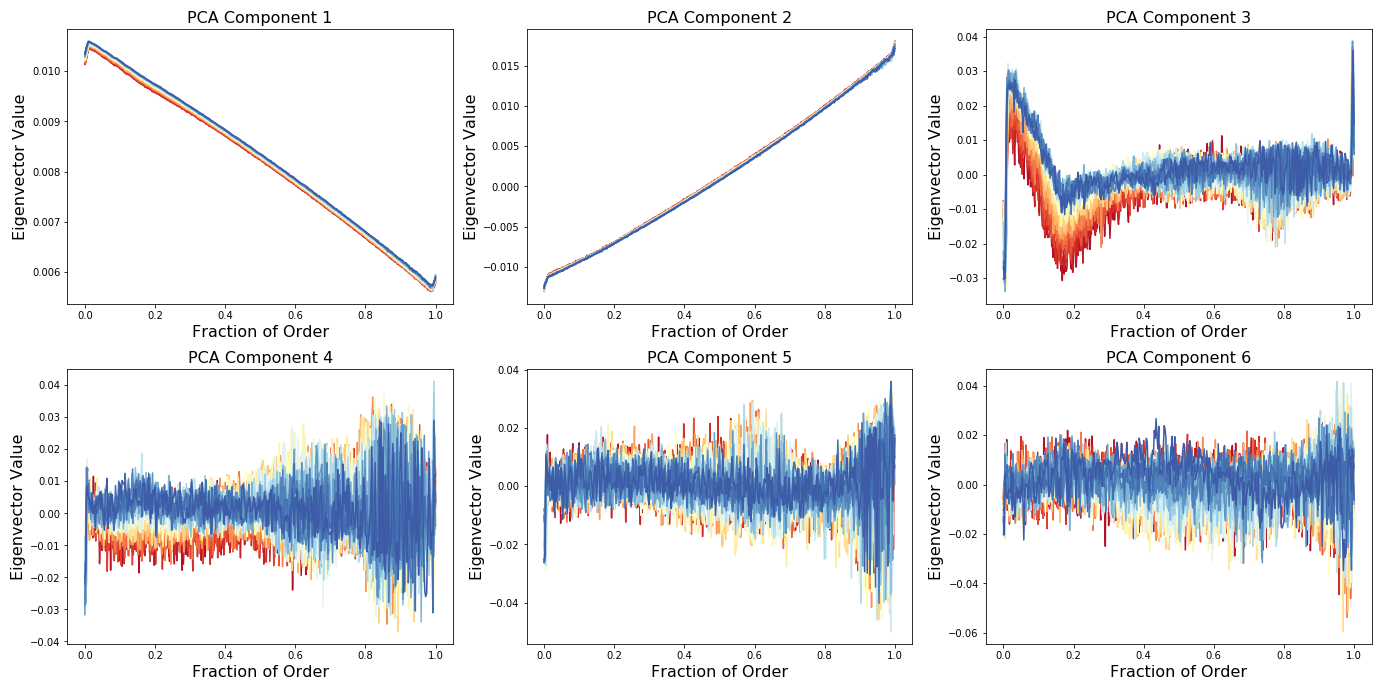 PCA Component 1
Eigenvector Value
0.010
0.009
0.008
0.007
0.006
0.0 0.2 0.4 0.6 0.8 1.0
Fraction of Order
PCA Component 2
Eigenvector Value
0.015
0.010
0.005
0.000
−0.005
−0.010
0.0 0.2 0.4 0.6 0.8 1.0
Fraction of Order
PCA Component 3
Eigenvector Value
0.04
0.03
0.02
0.01
0.00
−0.01
−0.02
−0.03
0.0 0.2 0.4 0.6 0.8 1.0
Fraction of Order
PCA Component 4
Eigenvector Value
0.04
0.03
0.02
0.01
0.00
−0.01
−0.02
−0.03
−0.04
0.0 0.2 0.4 0.6 0.8 1.0
Fraction of Order
PCA Component 5
Eigenvector Value
0.04
0.02
0.00
−0.02
−0.04
0.0 0.2 0.4 0.6 0.8 1.0
Fraction of Order
PCA Component 6
Eigenvector Value
0.04
0.02
0.00
−0.02
−0.04
−0.06
0.0 0.2 0.4 0.6 0.8 1.0
Fraction of Order